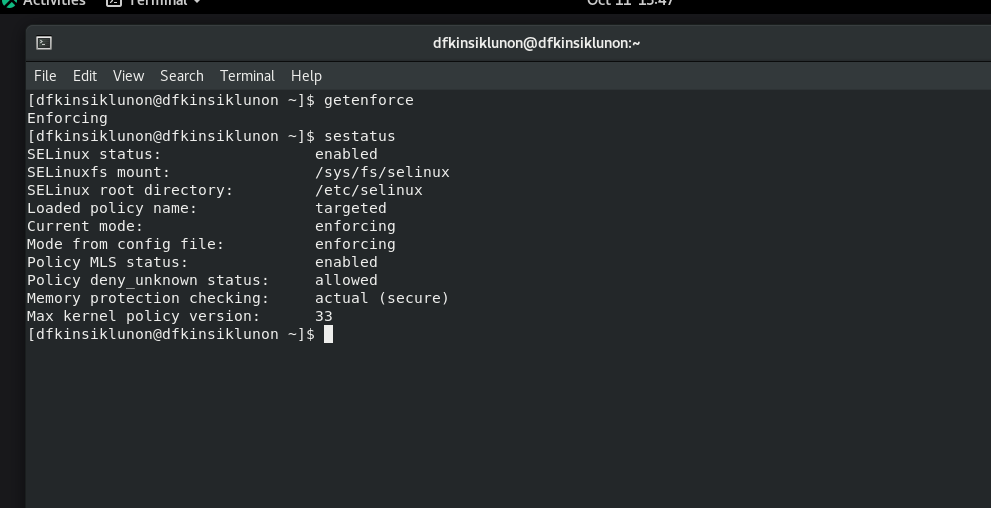 Activities Terminal Oct 11 15:47
dfkinsiklunon@dfkinsiklunon:~
File Edit View Search Terminal Help
[dfkinsiklunon@dfkinsiklunon ~]$ getenforce
Enforcing
[dfkinsiklunon@dfkinsiklunon ~]$ sestatus
SELinux status:                 enabled
SELinuxfs mount:                /sys/fs/selinux
SELinux root directory:         /etc/selinux
Loaded policy name:             targeted
Current mode:                   enforcing
Mode from config file:          enforcing
Policy MLS status:              enabled
Policy deny_unknown status:     allowed
Memory protection checking:     actual (secure)
Max kernel policy version:      33
[dfkinsiklunon@dfkinsiklunon ~]$